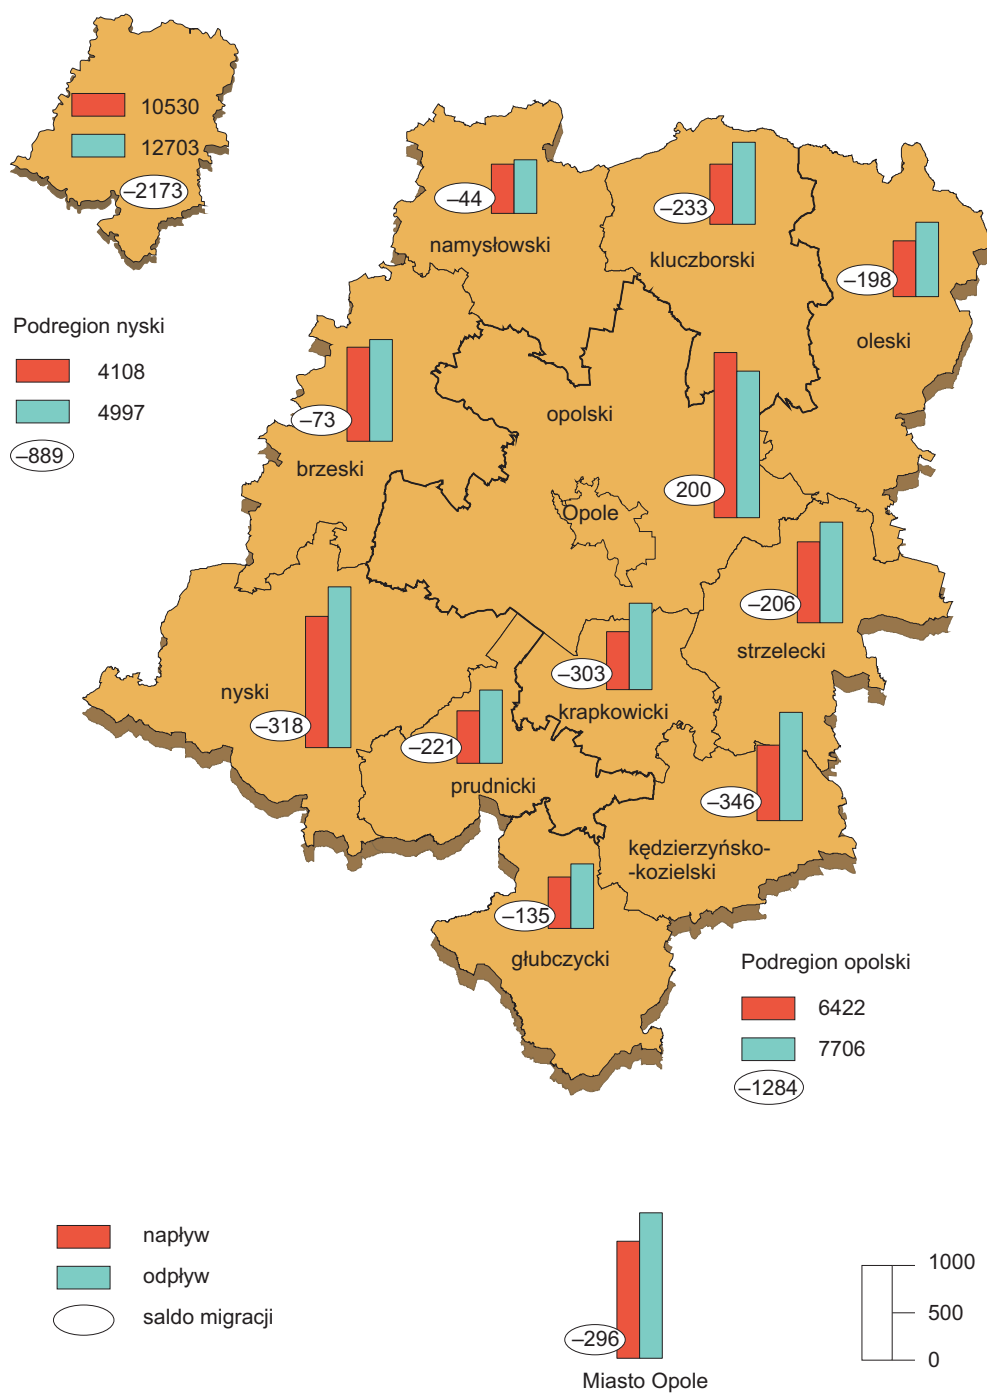 10530
12703
–2173
Podregion nyski
4108
4997
–889
–44
namysłowski
–233
kluczborski
–198
oleski
–73
brzeski
opolski
200
Opole
–206
strzelecki
–303
krapkowicki
nyski
–318
–221
prudnicki
–346
kędzierzyńsko-
-kozielski
–135
głubczycki
Podregion opolski
6422
7706
–1284
napływ
odpływ
saldo migracji
–296
Miasto Opole
1000
500
0